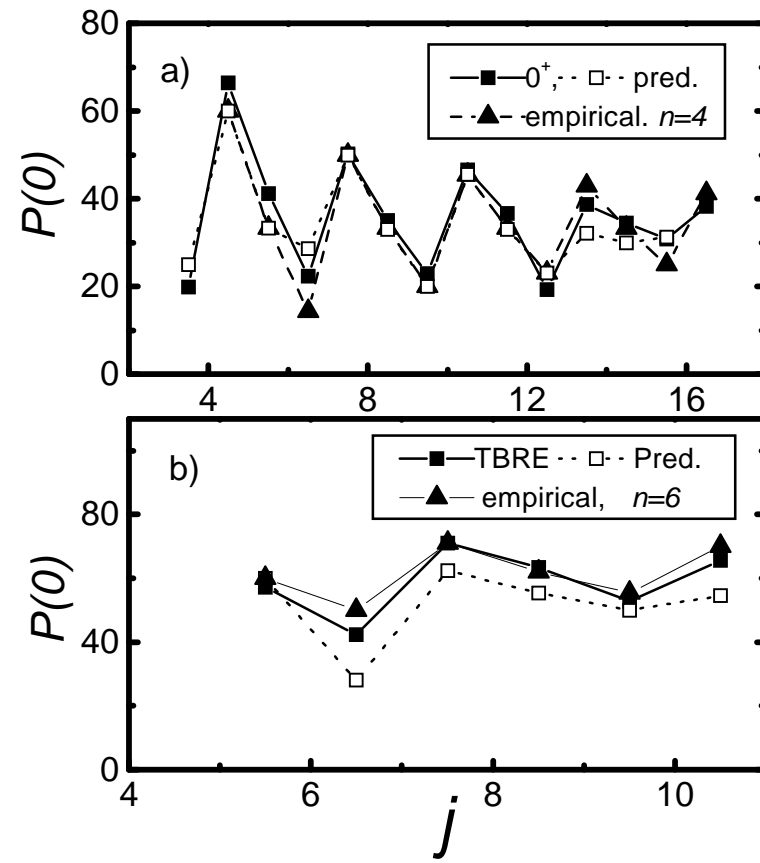 80
60
40
20
0
P(0)
a)
0+, pred.
empirical. n=4
4 8 12 16
80
40
0
P(0)
b)
TBRE Pred.
empirical, n=6
4 6 8 10
j